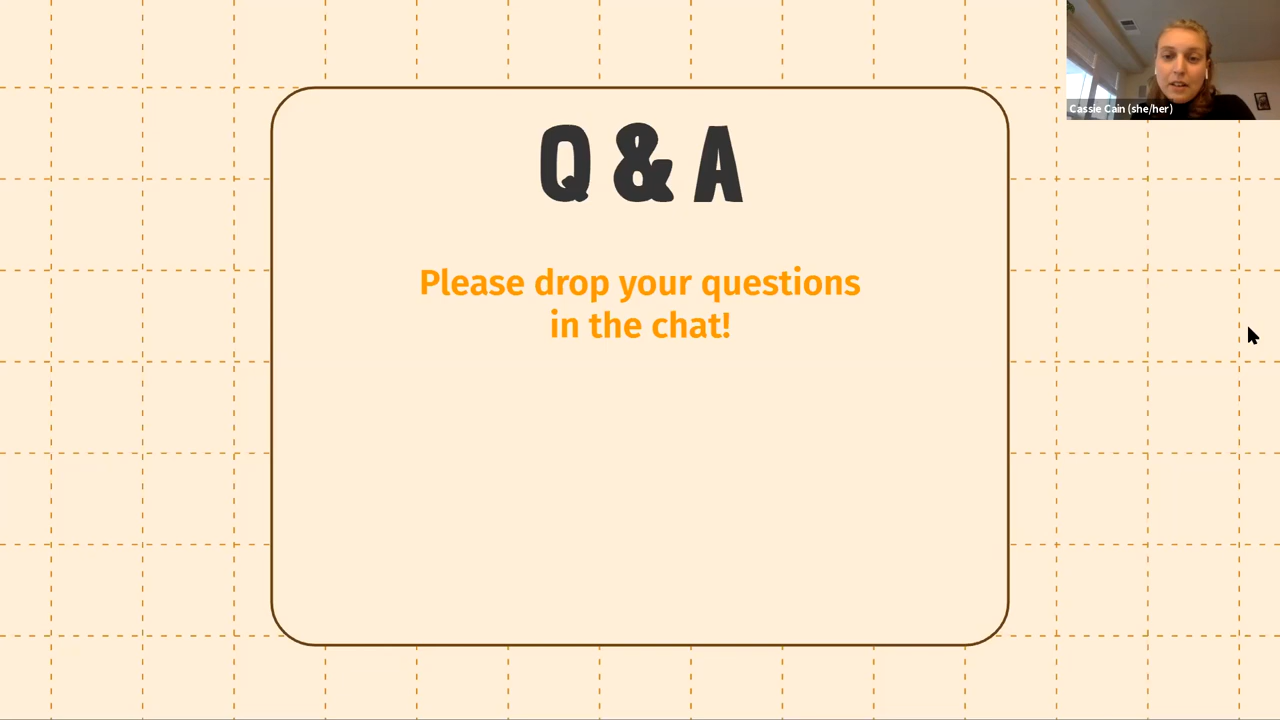 Cassie Cain (she/her)
Q & A
Please drop your questions
in the chat!